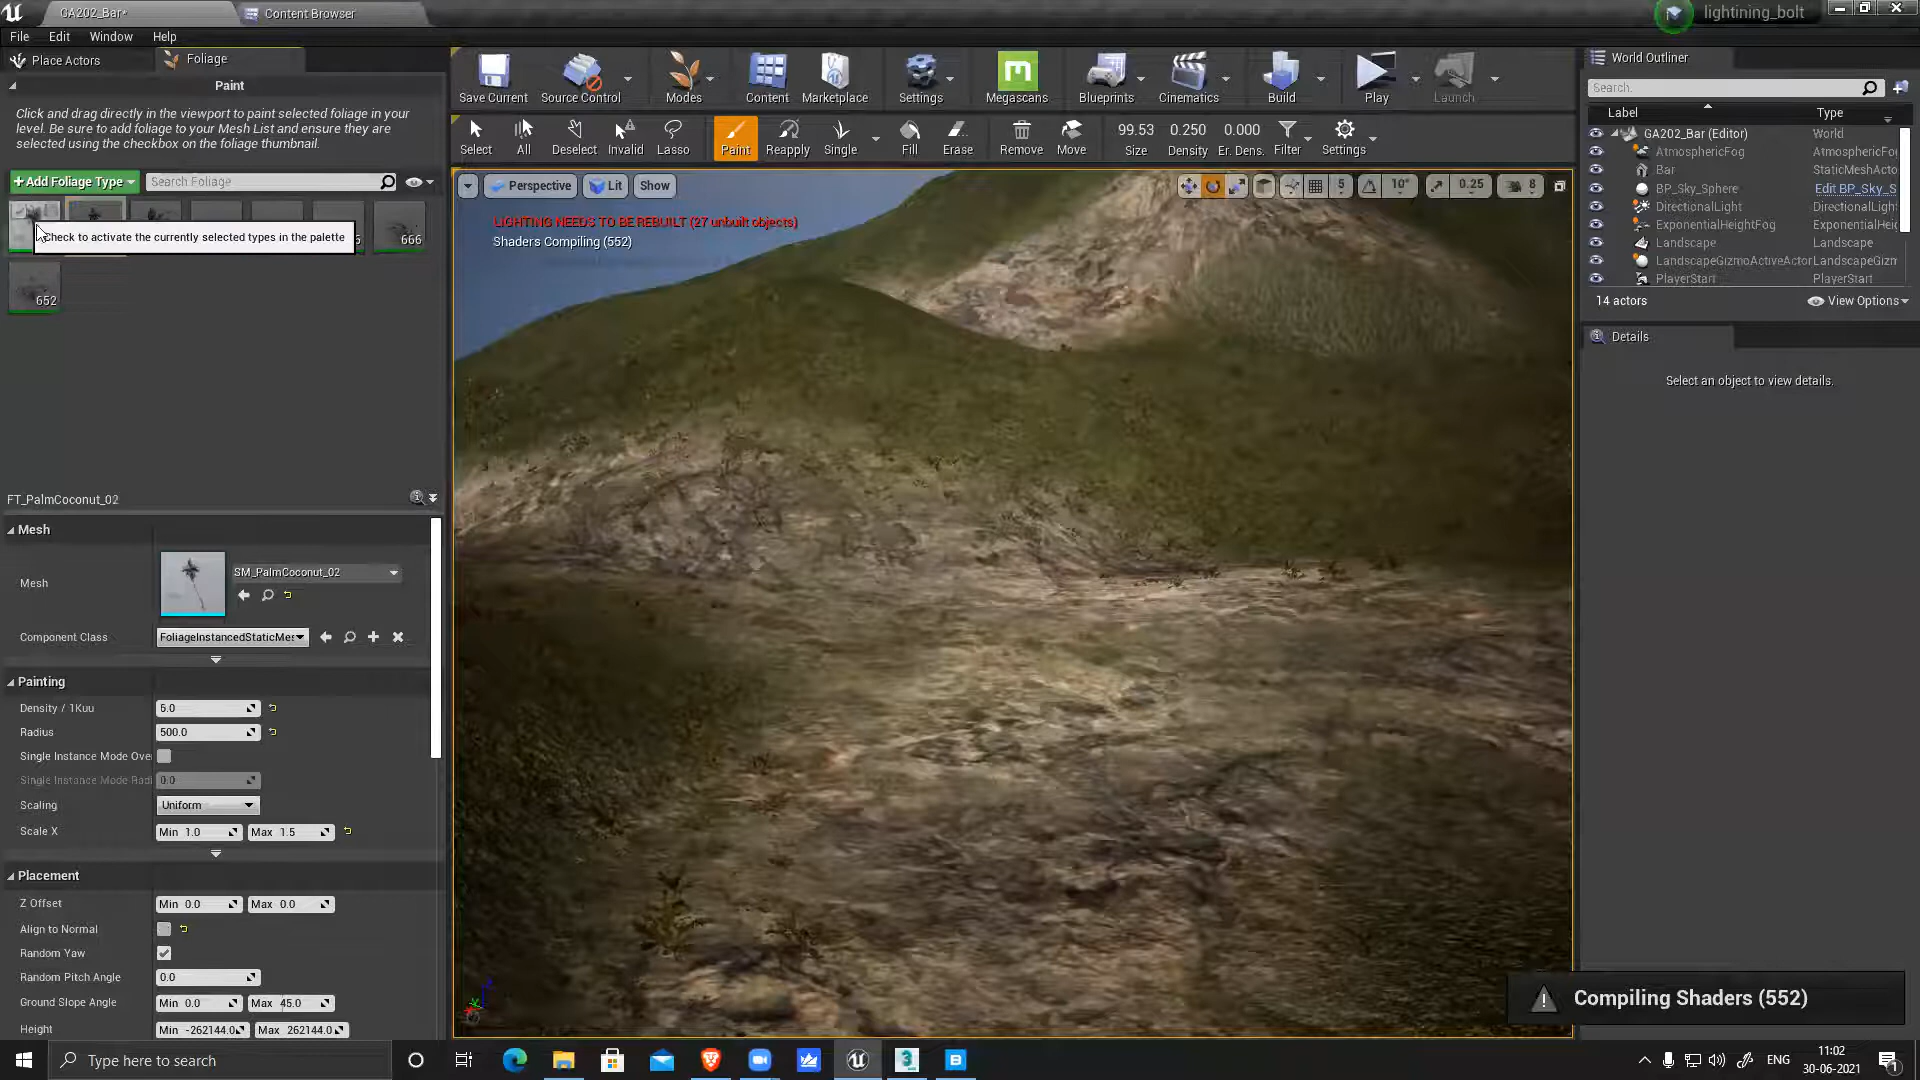 GA202_Bar*
Content Browser
lightining_bolt
File Edit Window Help
Place Actors
Foliage
Paint
Click and drag directly in the viewport to paint selected foliage in your
level. Be sure to add foliage to your Mesh List and ensure they are
selected using the checkbox on the foliage thumbnail.
+Add Foliage Type
Search Foliage
check to activate the currently selected types in the palette
666
652
Save Current
Source Control
Modes
Content
Marketplace
Settings
Megascans
Blueprints
Cinematics
Build
Play
Launch
Select
All
Deselect
Invalid
Lasso
Paint
Reapply
Single
Fill
Erase
Remove
Move
99.53
Size
0.250
Density
0.000
Er. Dens.
Filter
Settings
Perspective
Lit
Show
5
10°
0.25
8
LIGHTING NEEDS TO BE REBUILT (27 unbuilt objects)
Shaders Compiling (552)
World Outliner
Search.
Label Type
GA202_Bar (Editor) World
AtmosphericFog AtmosphericFo
Bar StaticMeshActo
BP_Sky_Sphere Edit BP_Sky_S
DirectionalLight DirectionalLigh
ExponentialHeightFog ExponentialHei
Landscape Landscape
LandscapeGizmoActiveActor LandscapeGizm
PlayerStart PlayerStart
14 actors
View Options
Details
Select an object to view details.
FT_PalmCoconut_02
Mesh
Mesh
SM_PalmCoconut_02
Component Class FoliageInstancedStaticMes
Painting
Density / 1Kuu 5.0
Radius 500.0
Single Instance Mode Over
Single Instance Mode Radi 0.0
Scaling Uniform
Scale X Min 1.0 Max 1.5
Placement
Z Offset Min 0.0 Max 0.0
Align to Normal
Random Yaw
Random Pitch Angle 0.0
Ground Slope Angle Min 0.0 Max 45.0
Height Min -262144.0 Max 262144.0
Compiling Shaders (552)
Type here to search
ENG
11:02
30-06-2021
1